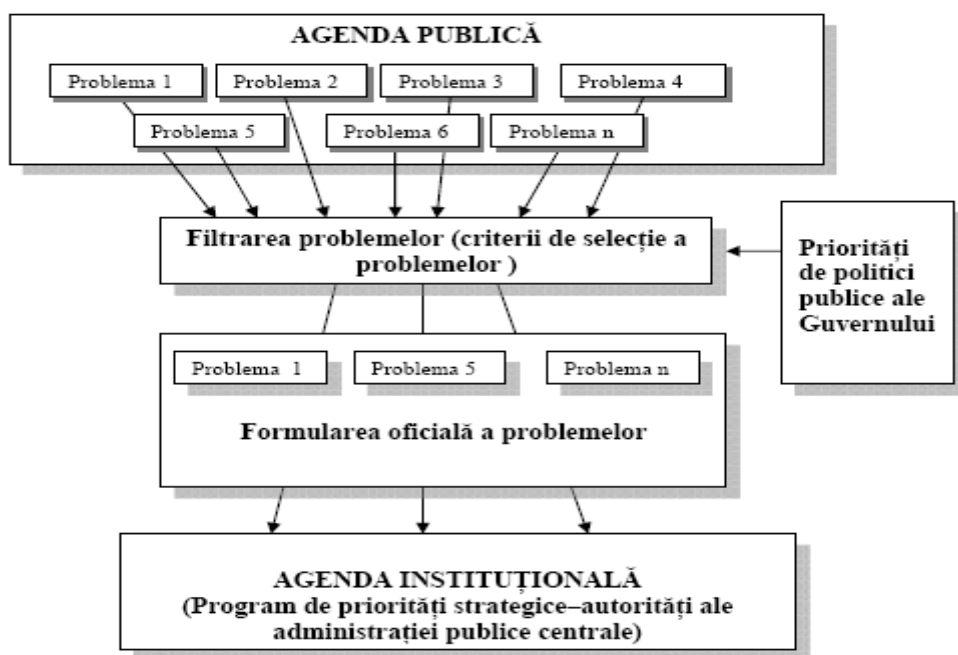 AGENDA PUBLICĂ
Problema 1
Problema 2
Problema 3
Problema 4
Problema 5
Problema 6
Problema n
Filtrarea problemelor (criterii de selecție a
problemelor )
Priorități
de politici
publice ale
Guvernului
Problema 1
Problema 5
Problema n
Formularea oficială a problemelor
AGENDA INSTITUȚIONALĂ
(Program de priorități strategice–autorități ale
administrației publice centrale)